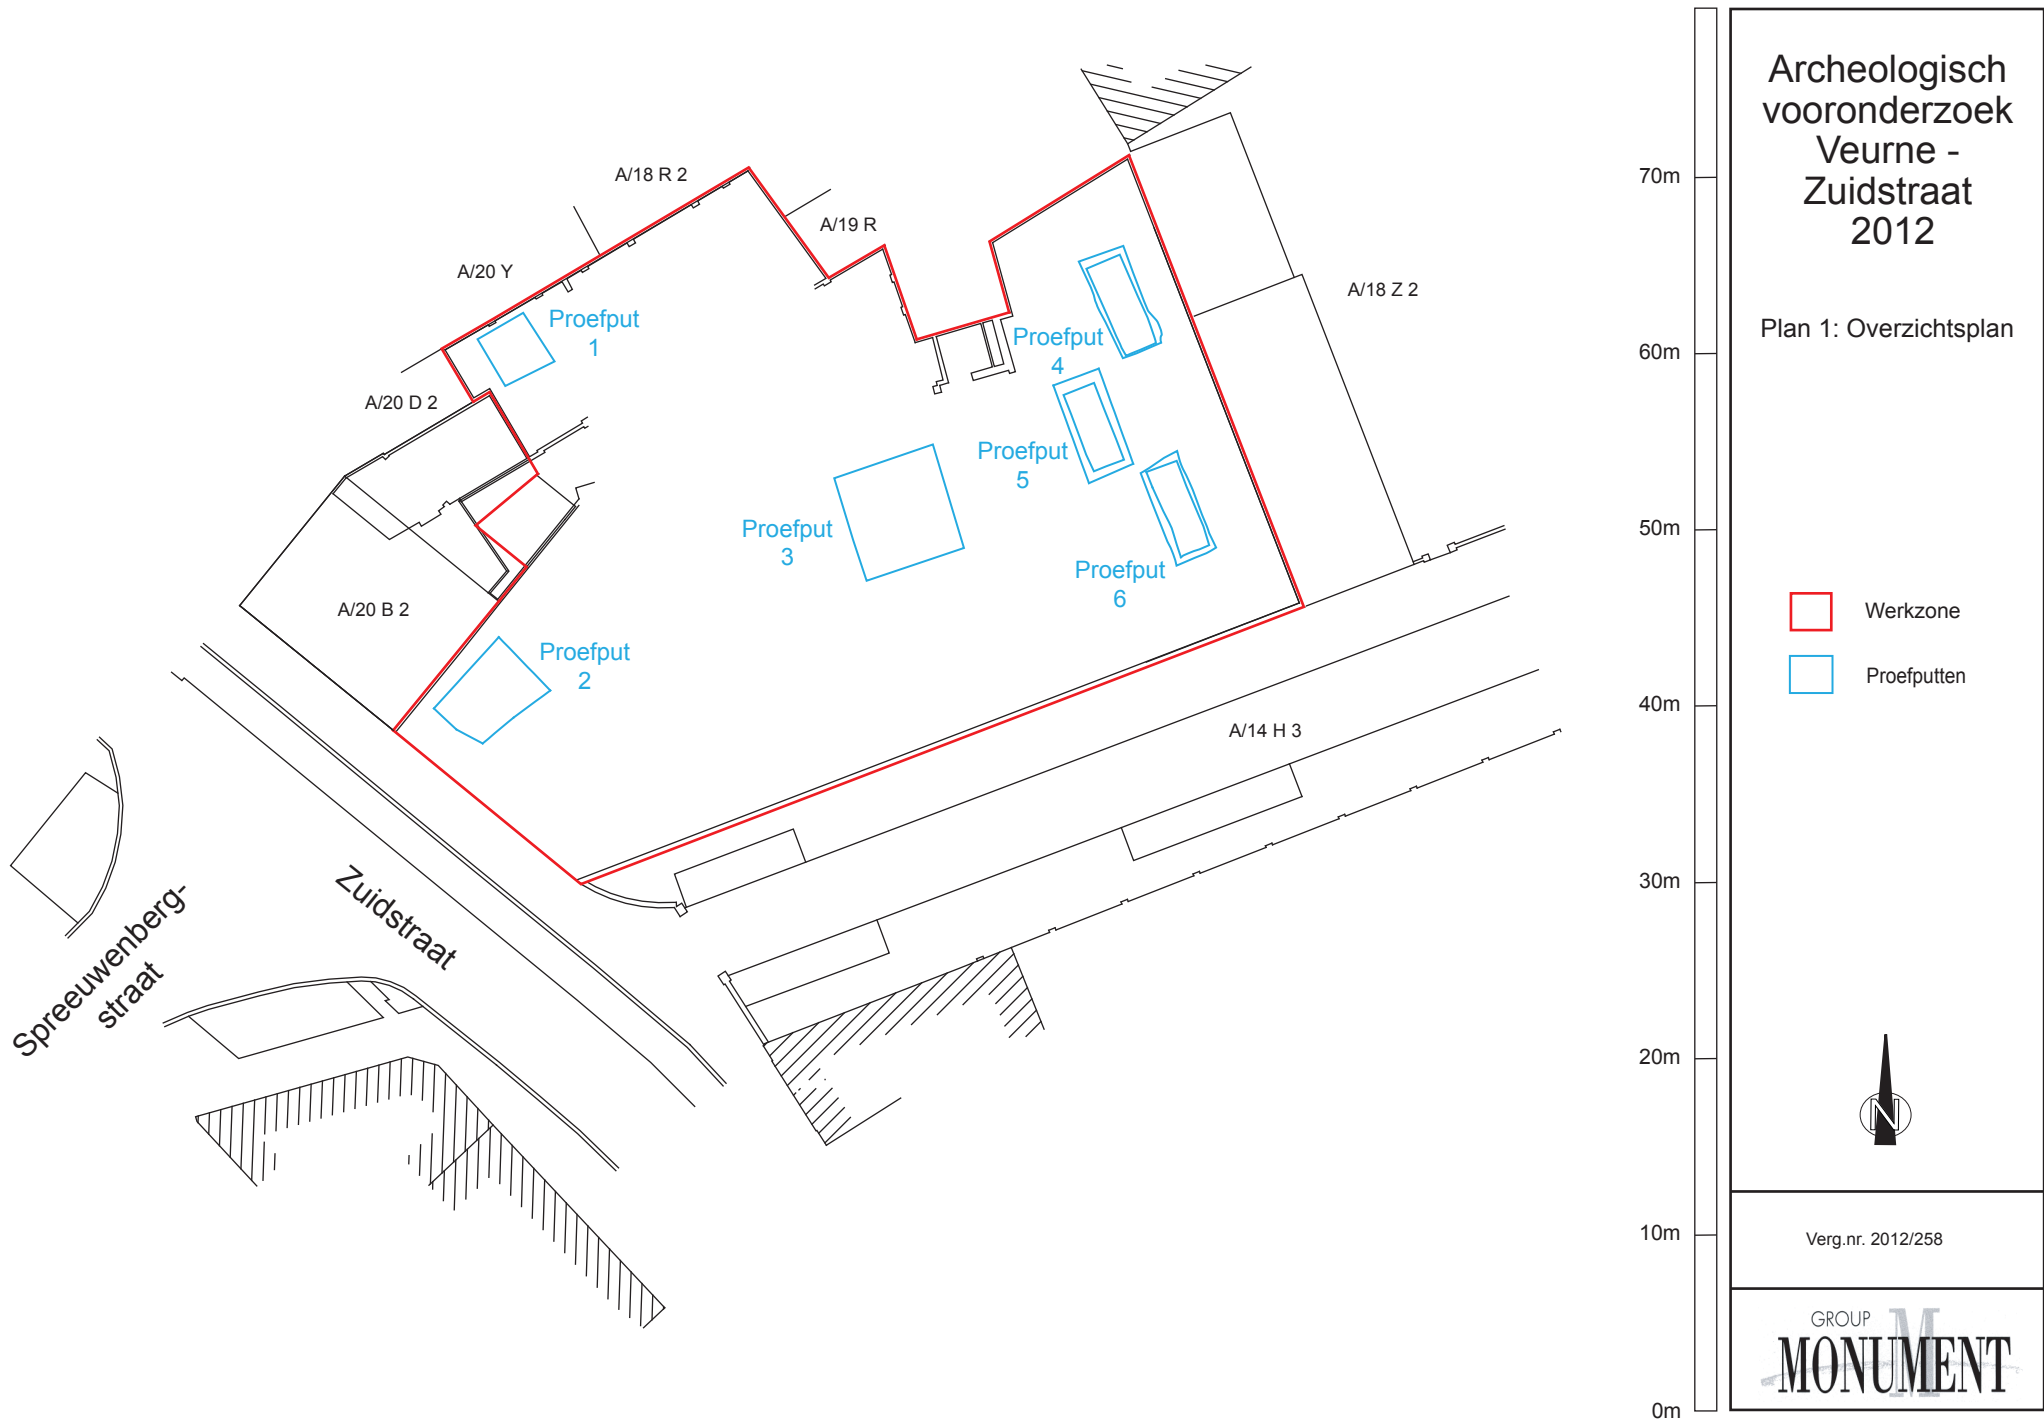 A/18 R 2
A/19 R
A/20 Y
A/18 Z 2
Proefput
1
Proefput
4
A/20 D 2
Proefput
5
Proefput
3
Proefput
6
A/20 B 2
Proefput
2
A/14 H 3
Zuidstraat
Spreeuwenberg-
straat
70m
60m
50m
40m
30m
20m
10m
0m
Archeologisch
vooronderzoek
Veurne -
Zuidstraat
2012
Plan 1: Overzichtsplan
Werkzone
Proefputten
N
Verg.nr. 2012/258
GROUP
M
MONUMENT